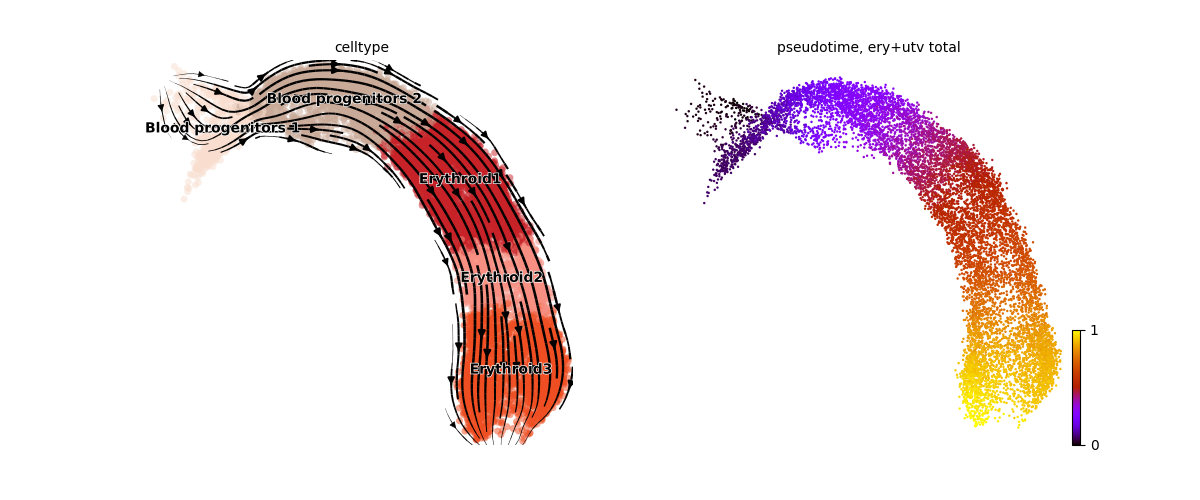 celltype
Blood progenitors 2
Blood progenitors 1
Erythroid1
Erythroid2
Erythroid3
pseudotime, ery+utv total
1
0